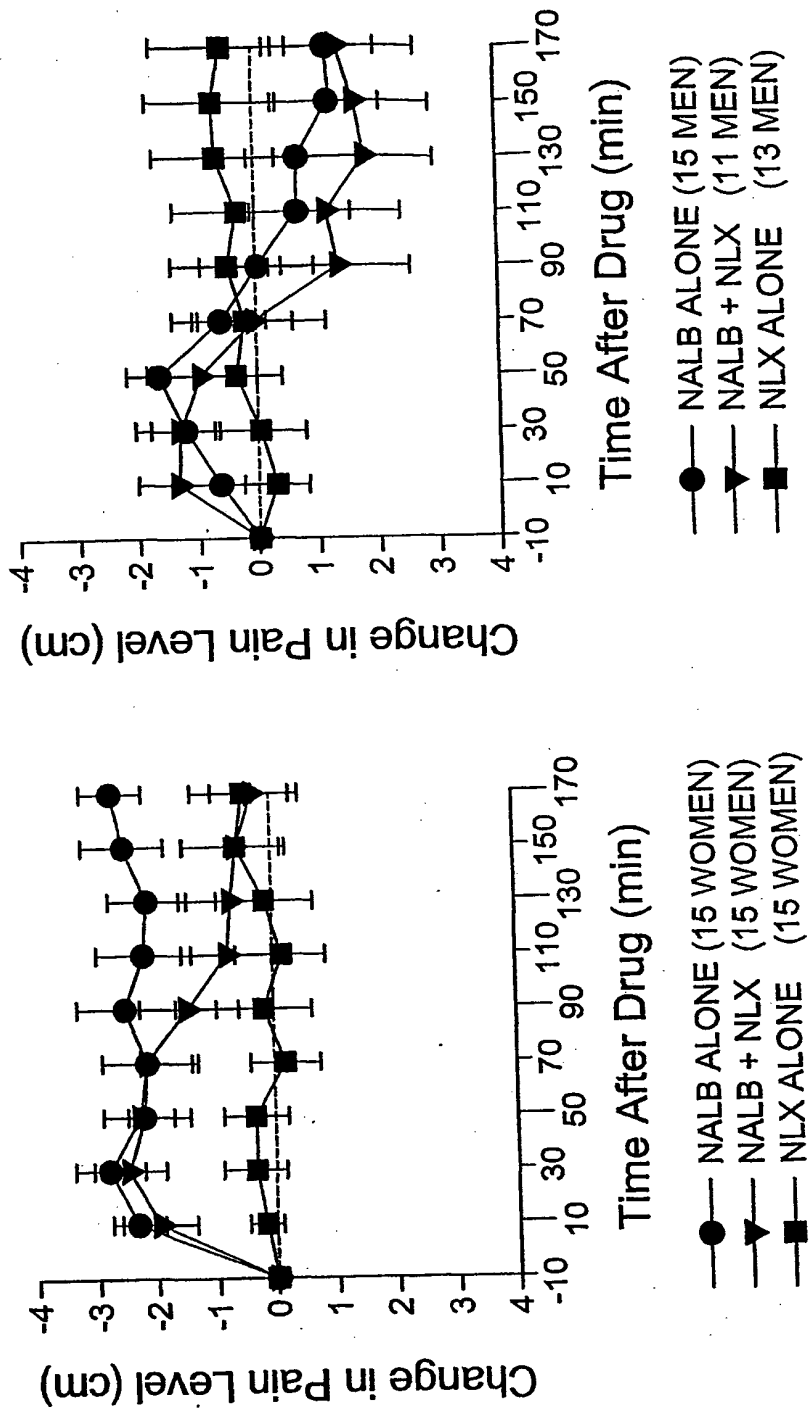 Change in Pain Level (cm)
-4
-3
-2
-1
0
1
2
3
4
-10 10 30 50 70 90 110 130 150 170
Time After Drug (min)
NALB ALONE (15 WOMEN)
NALB + NLX (15 WOMEN)
NLX ALONE (15 WOMEN)
Change in Pain Level (cm)
-4
-3
-2
-1
0
1
2
3
4
-10 10 30 50 70 90 110 130 150 170
Time After Drug (min)
NALB ALONE (15 MEN)
NALB + NLX (11 MEN)
NLX ALONE (13 MEN)